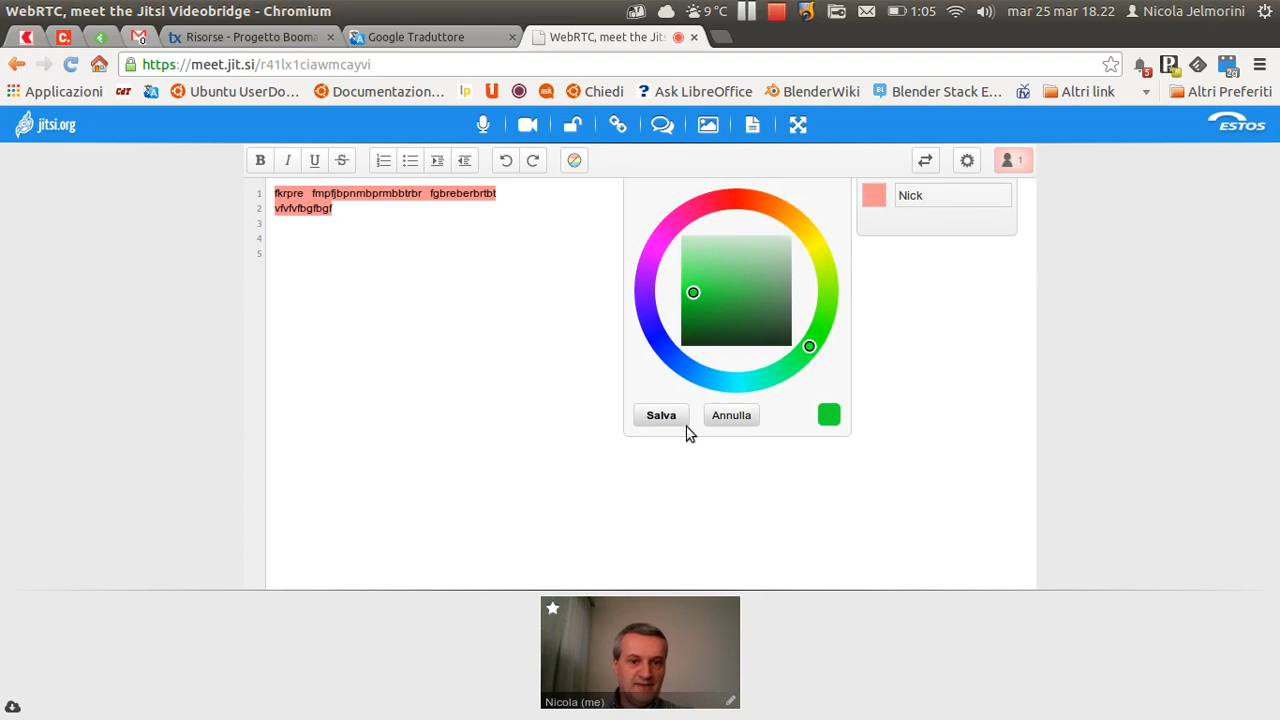 WebRTC, meet the Jitsi Videobridge - Chromium
9 °C
1:05
mar 25 mar 18.22
Nicola Jelmorini
Risorse - Progetto Booma
Google Traduttore
WebRTC, meet the Jits
https://meet.jit.si/r41lx1ciawmcayvi
Applicazioni
Ubuntu UserDo...
Documentazion...
lp
Chiedi
Ask LibreOffice
BlenderWiki
Blender Stack E...
Altri link
Altri Preferiti
jitsi.org
ESTOS
B I U S
1
Nick
1 fkrpre fmpfjbpnmbprmbbtrbr fgbreberbrtbt
2 vfvfvfbgfbgf
3
4
5
Salva
Annulla
Nicola (me)